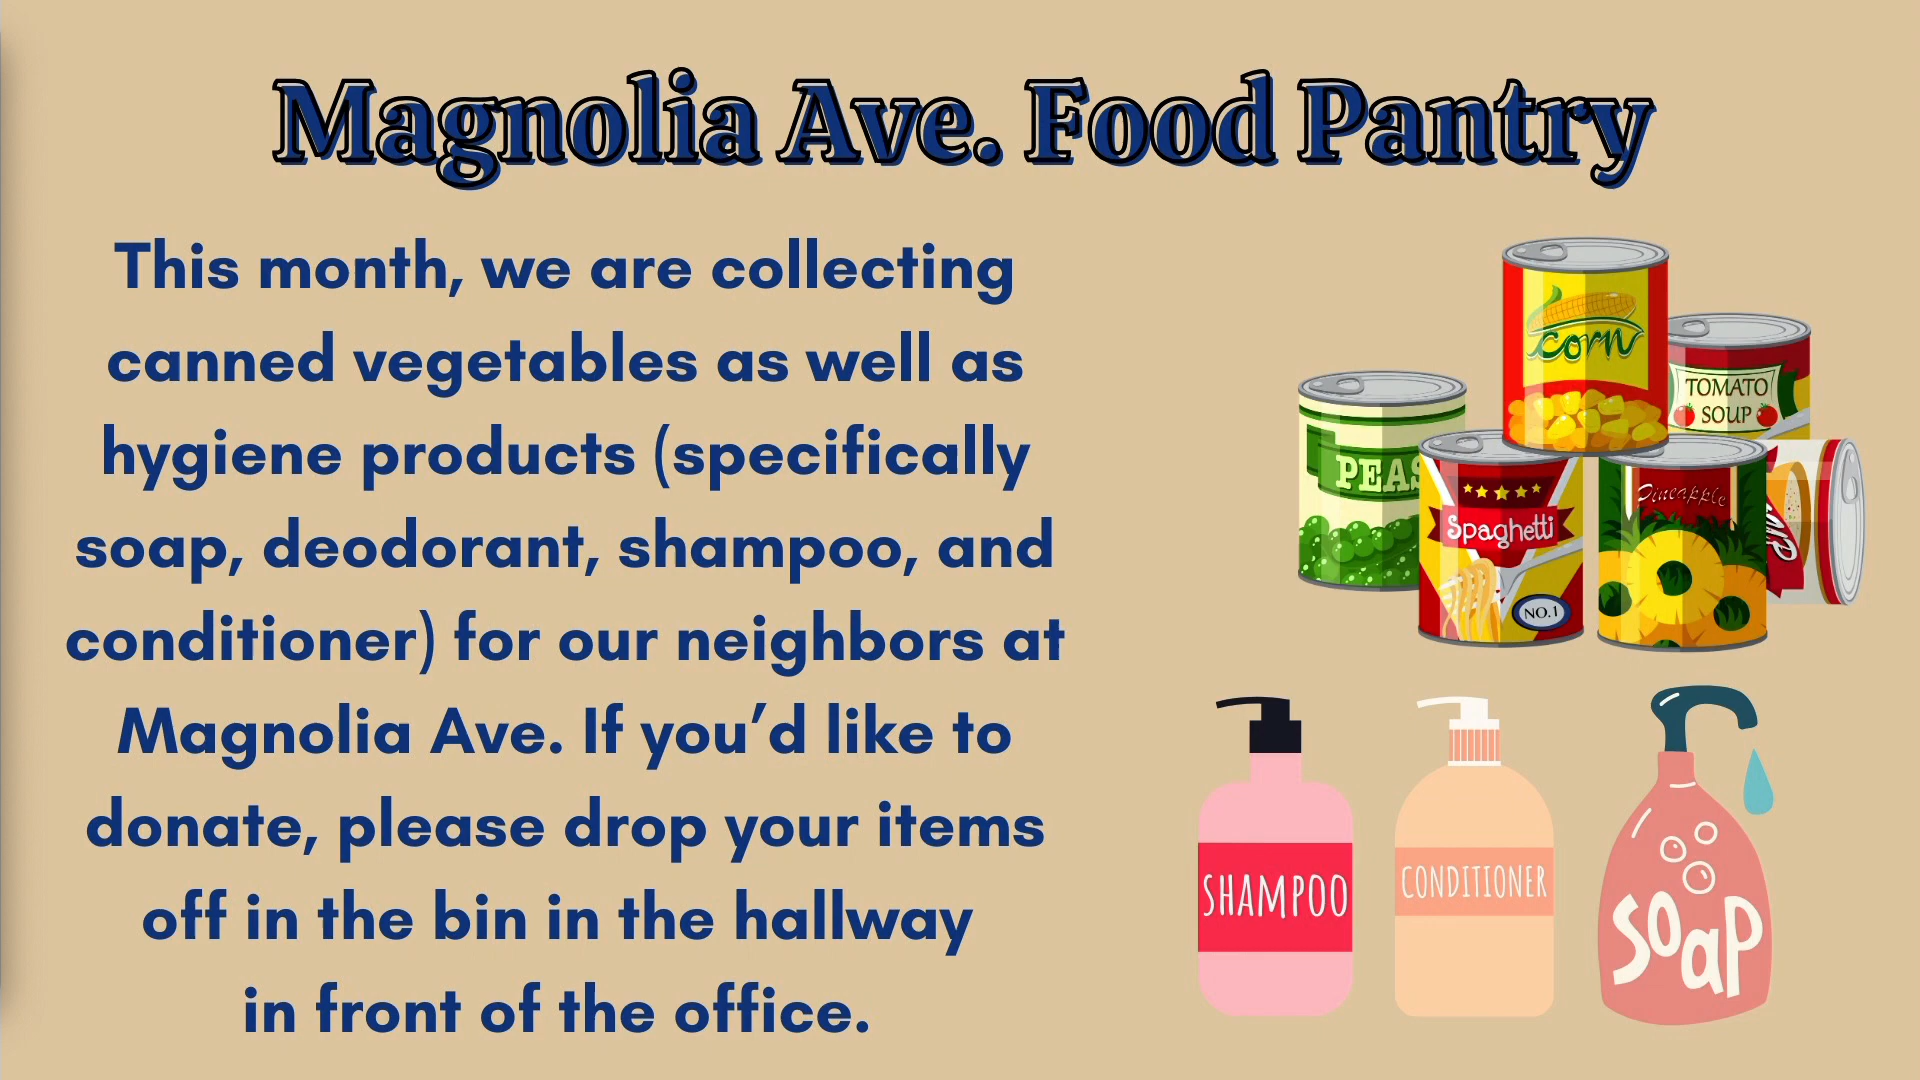 Magnolia Ave. Food Pantry
This month, we are collecting
canned vegetables as well as
hygiene products (specifically
soap, deodorant, shampoo, and
conditioner) for our neighbors at
Magnolia Ave. If you’d like to
donate, please drop your items
off in the bin in the hallway
in front of the office.
corn
TOMATO
SOUP
PEAS
Spaghetti
NO.1
Pineapple
SHAMPOO
CONDITIONER
SOAP